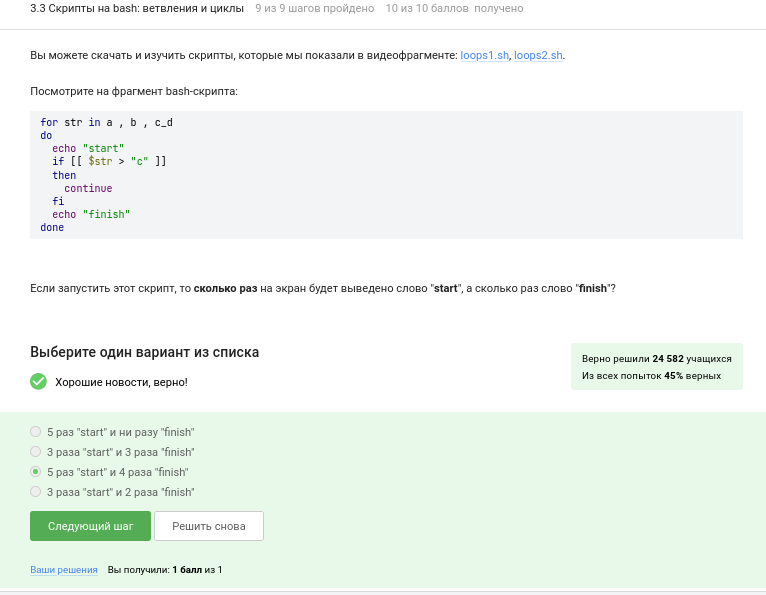 3.3 Скрипты на bash: ветвления и циклы 9 из 9 шагов пройдено 10 из 10 баллов получено
Вы можете скачать и изучить скрипты, которые мы показали в видеофрагменте: loops1.sh, loops2.sh.
Посмотрите на фрагмент bash-скрипта:
for str in a , b , c_d
do
  echo "start"
  if [[ $str > "c" ]]
  then
    continue
  fi
  echo "finish"
done
Если запустить этот скрипт, то сколько раз на экран будет выведено слово "start", а сколько раз слово "finish"?
Выберите один вариант из списка
Верно решили 24 582 учащихся
Из всех попыток 45% верных
Хорошие новости, верно!
5 раз "start" и ни разу "finish"
3 раза "start" и 3 раза "finish"
5 раз "start" и 4 раза "finish"
3 раза "start" и 2 раза "finish"
Следующий шаг Решить снова
Ваши решения Вы получили: 1 балл из 1